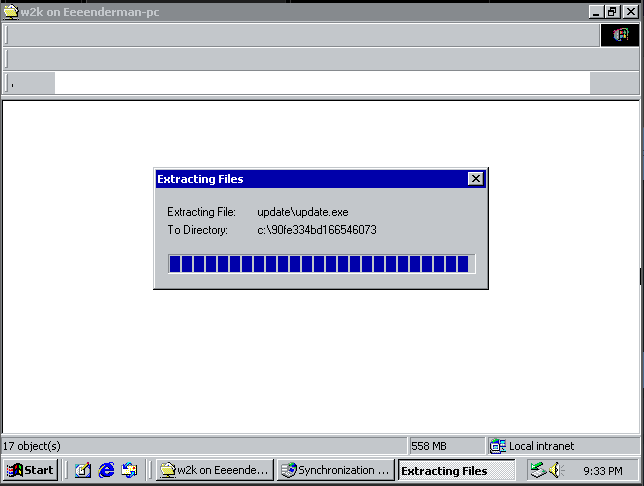 w2k on Eeeenderman-pc
Extracting Files
Extracting File: update\update.exe
To Directory: c:\90fe334bd166546073
17 object(s) 558 MB Local intranet
Start w2k on Eeeende... Synchronization ... Extracting Files 9:33 PM